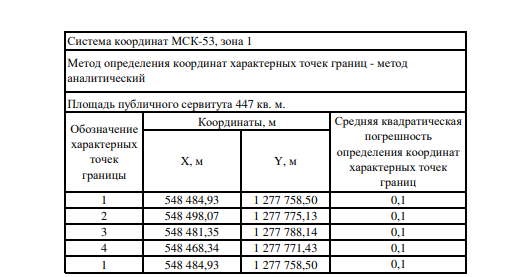 Система координат МСК-53, зона 1
Метод определения координат характерных точек границ - метод
аналитический
Площадь публичного сервитута 447 кв. м.
Обозначение
характерных
точек
границы
Координаты, м
X, м
Y, м
Средняя квадратическая
погрешность
определения координат
характерных точек
границ
1 548 484,93 1 277 758,50 0,1
2 548 498,07 1 277 775,13 0,1
3 548 481,35 1 277 788,14 0,1
4 548 468,34 1 277 771,43 0,1
1 548 484,93 1 277 758,50 0,1